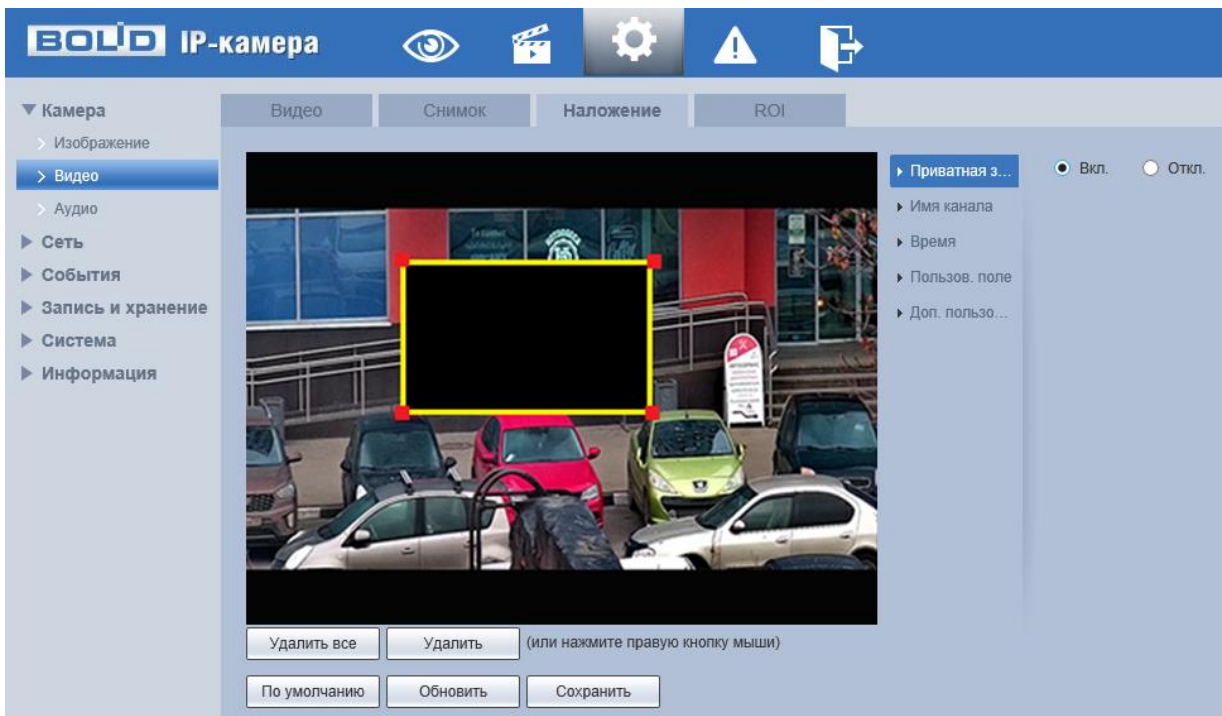 BOLID IP-камера
Камера
Изображение
Видео
Аудио
Сеть
События
Запись и хранение
Система
Информация
Видео
Снимок
Наложение
ROI
Приватная з...
Имя канала
Время
Пользов. поле
Доп. пользо...
Вкл.
Откл.
Удалить все
Удалить
(или нажмите правую кнопку мыши)
По умолчанию
Обновить
Сохранить